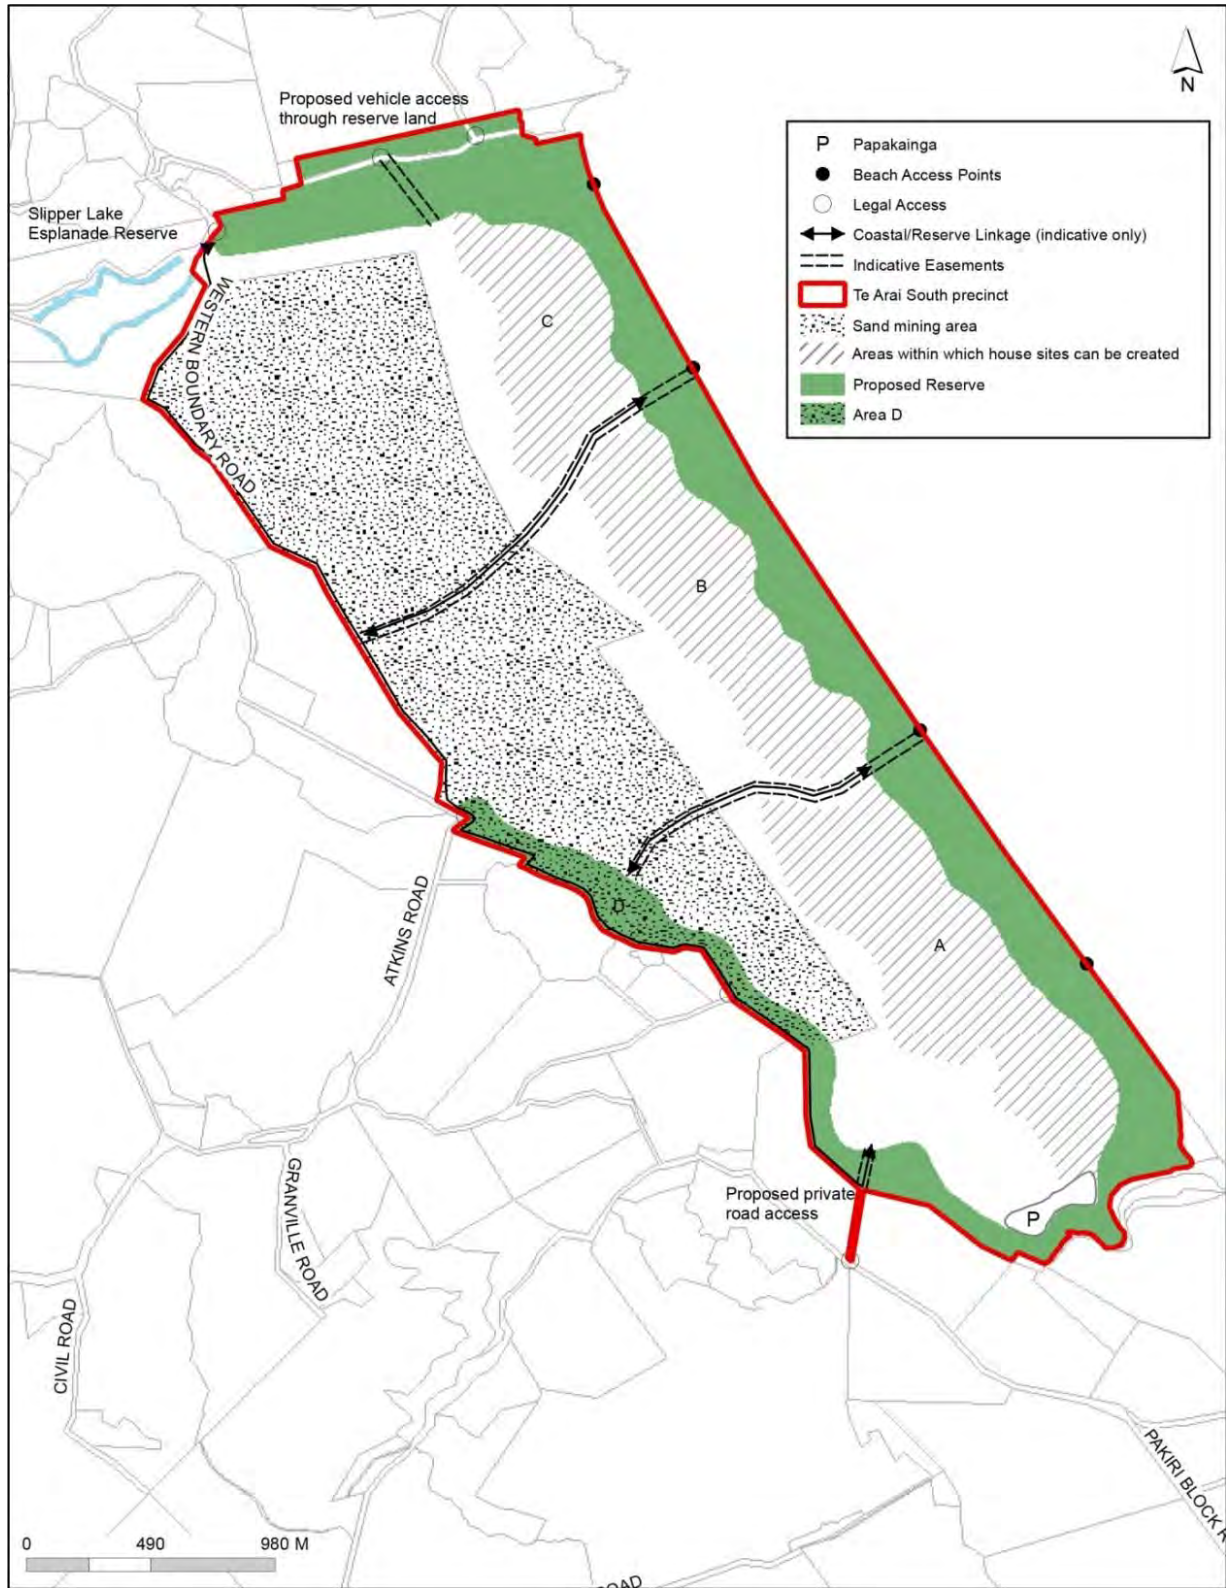 Proposed vehicle access
through reserve land
N
P Papakainga
Beach Access Points
Legal Access
Coastal/Reserve Linkage (indicative only)
Indicative Easements
Te Arai South precinct
Sand mining area
Areas within which house sites can be created
Proposed Reserve
Area D
Slipper Lake
Esplanade Reserve
WESTERN BOUNDARY ROAD
C
B
A
D
ATKINS ROAD
GRANVILLE ROAD
CIVIL ROAD
Proposed private
road access
P
PAKIRI BLOCK R
0 490 980 M
OAD